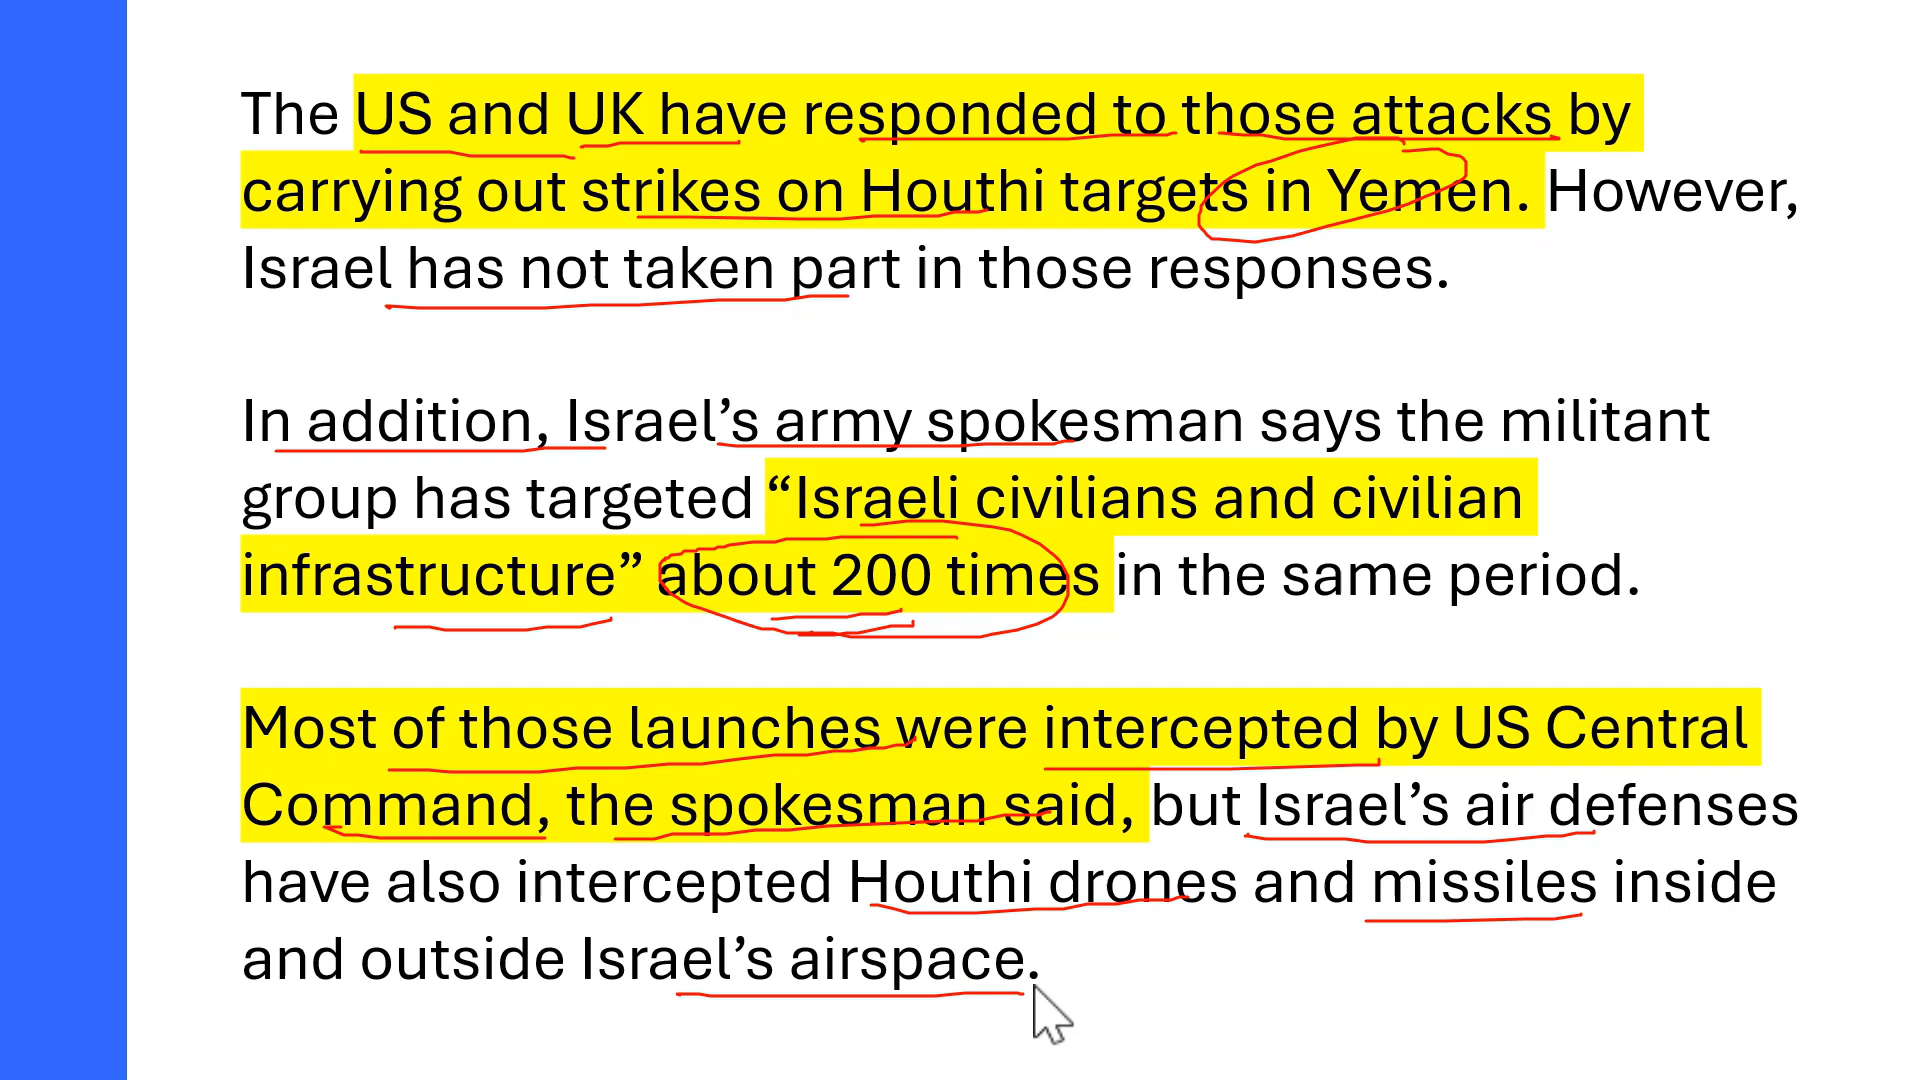 The US and UK have responded to those attacks by
carrying out strikes on Houthi targets in Yemen. However,
Israel has not taken part in those responses.
In addition, Israel’s army spokesman says the militant
group has targeted “Israeli civilians and civilian
infrastructure” about 200 times in the same period.
Most of those launches were intercepted by US Central
Command, the spokesman said, but Israel’s air defenses
have also intercepted Houthi drones and missiles inside
and outside Israel’s airspace.